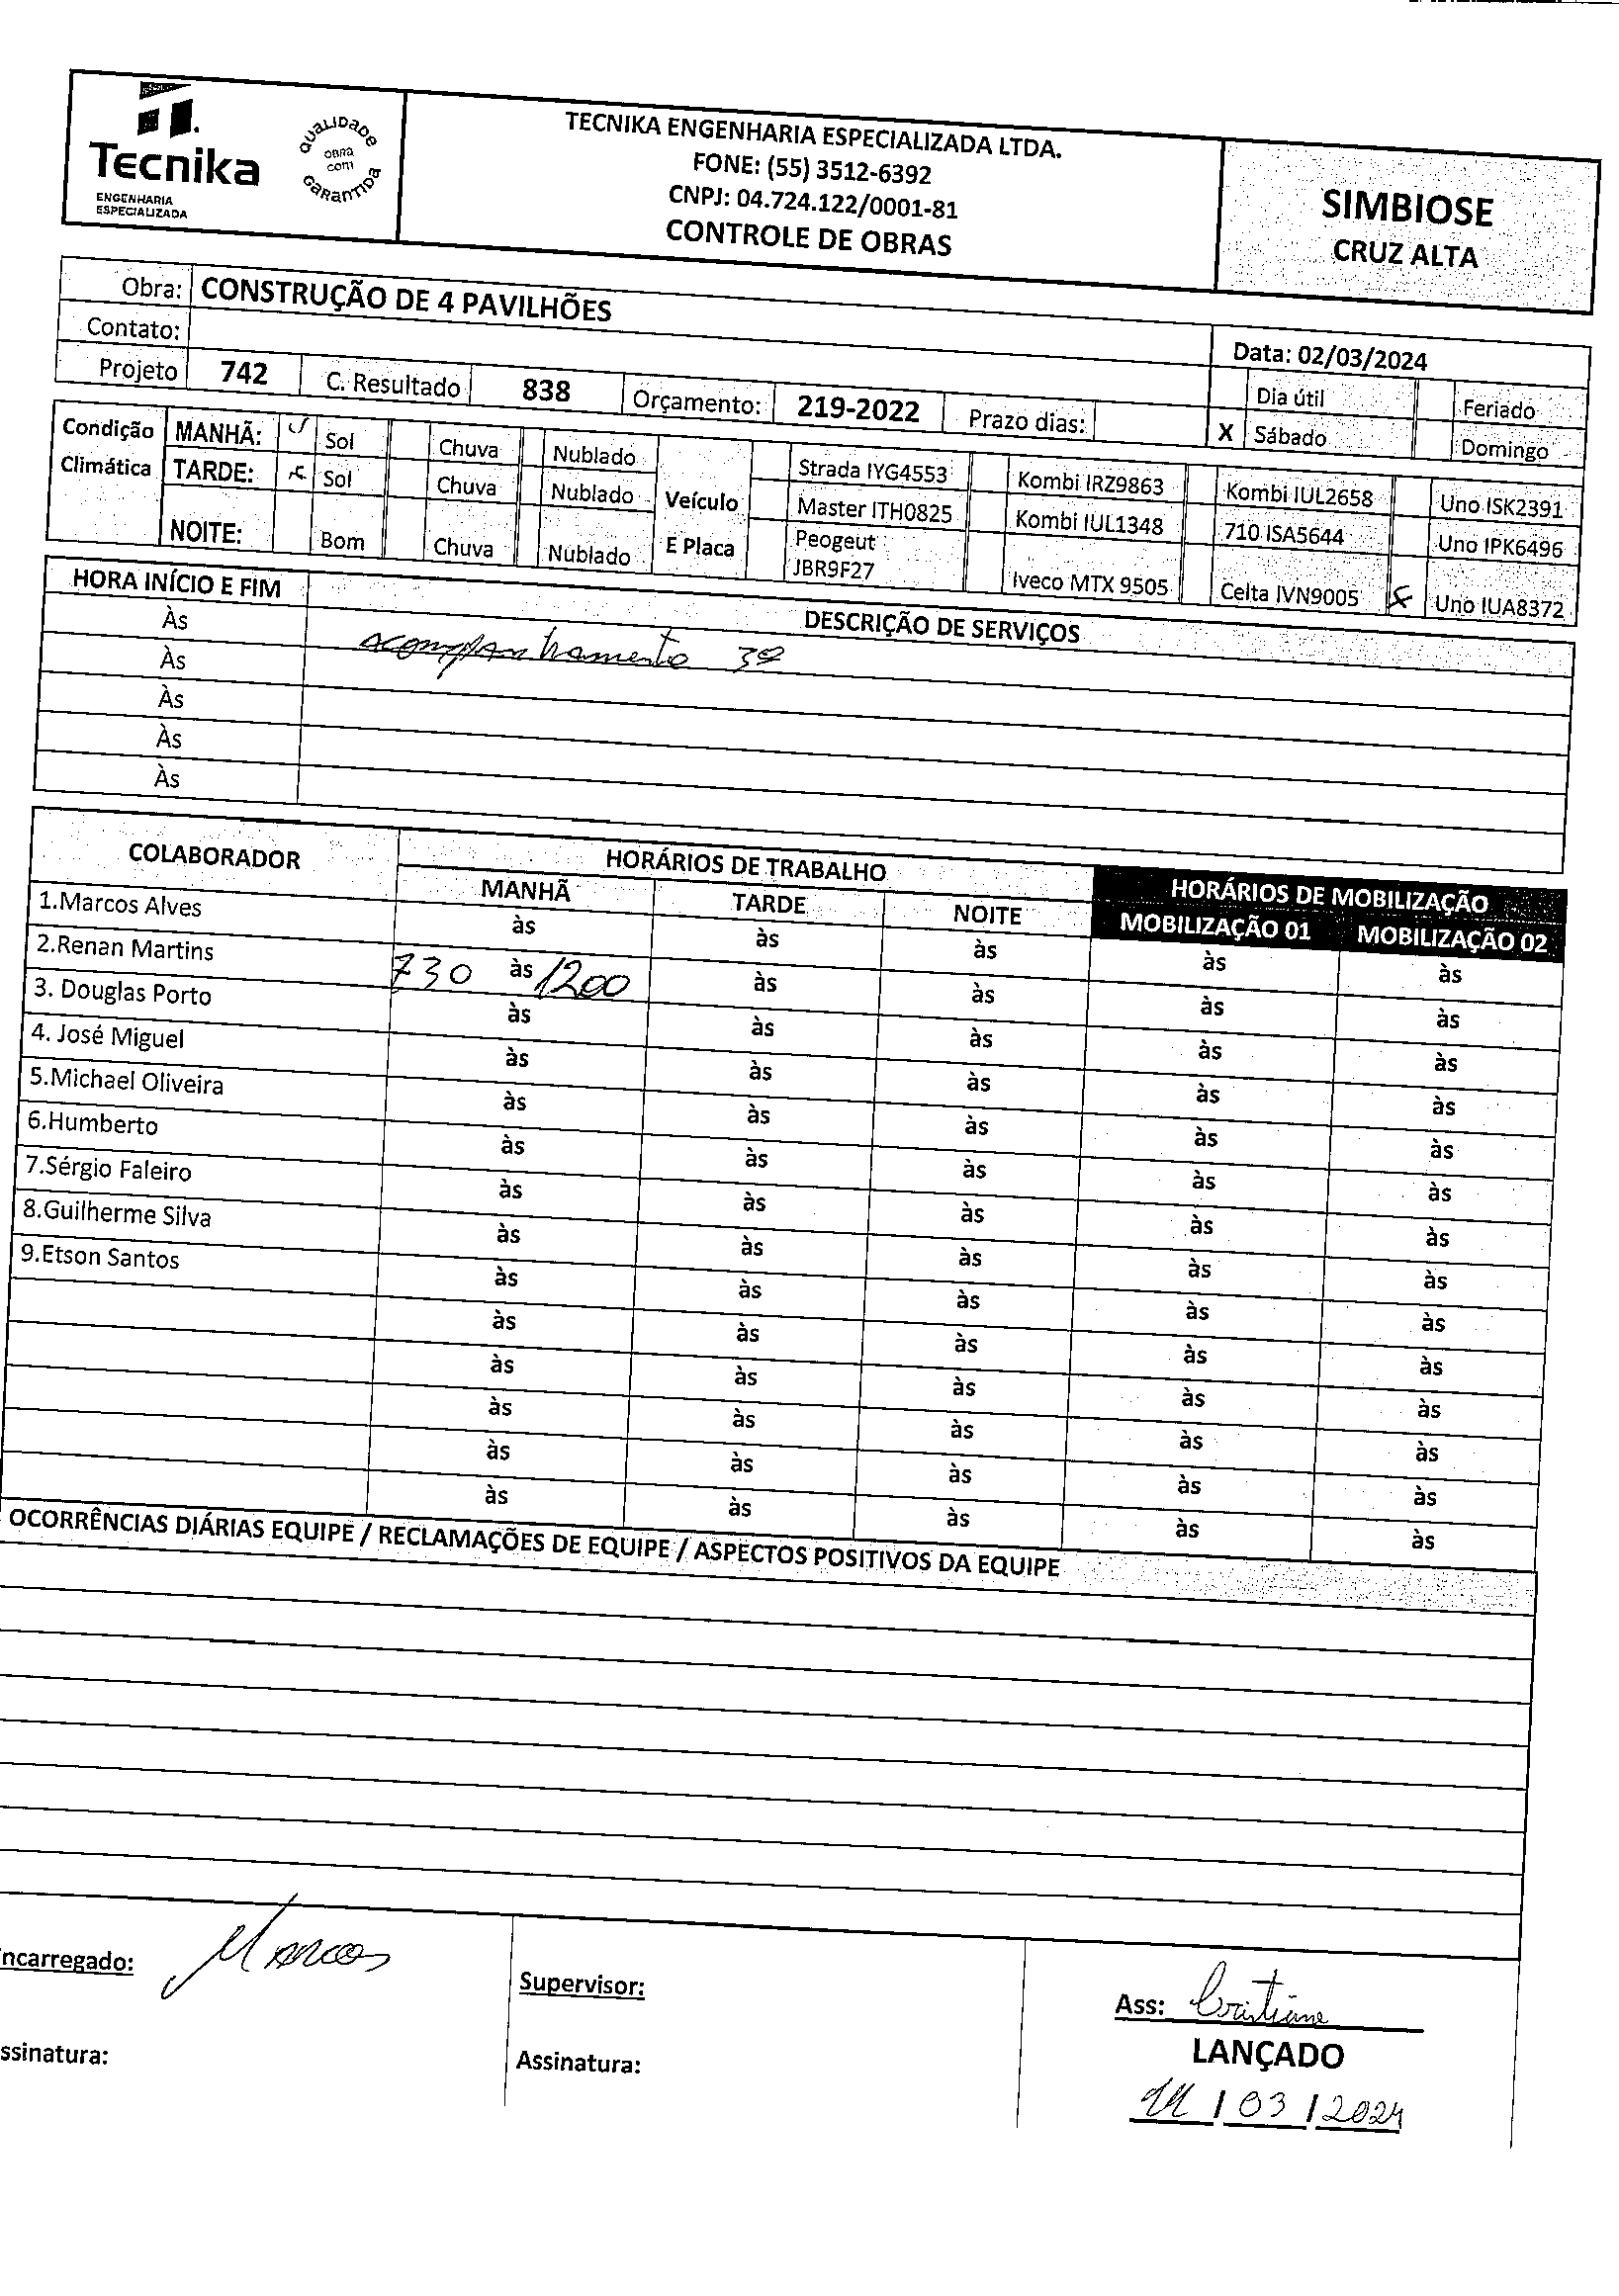 Tecnika
ENGENHARIA
ESPECIALIZADA
QUALIDADE
OBRA
COM
GARANTIDA
TECNIKA ENGENHARIA ESPECIALIZADA LTDA.
FONE: (55) 3512-6392
CNPJ: 04.724.122/0001-81
CONTROLE DE OBRAS
SIMBIOSE
CRUZ ALTA
Obra: CONSTRUÇÃO DE 4 PAVILHÕES
Contato:
Data: 02/03/2024
Projeto 742 C. Resultado 838 Orçamento: 219-2022 Prazo dias:
Dia útil Feriado
X Sábado Domingo
Condição Climática
MANHÃ: Sol Chuva Nublado
TARDE: x Sol Chuva Nublado
NOITE: Bom Chuva Nublado
Veículo E Placa
Strada IYG4553 Kombi IRZ9863 Kombi IUL2658 Uno ISK2391
Master ITH0825 Kombi IUL1348 710 ISA5644 Uno IPK6496
Peogeut JBR9F27 Iveco MTX 9505 Celta IVN9005 x Uno IUA8372
HORA INÍCIO E FIM DESCRIÇÃO DE SERVIÇOS
Às acompanhamento 3º
Às
Às
Às
Às
COLABORADOR HORÁRIOS DE TRABALHO HORÁRIOS DE MOBILIZAÇÃO
MANHÃ TARDE NOITE MOBILIZAÇÃO 01 MOBILIZAÇÃO 02
1.Marcos Alves às às às às às
2.Renan Martins 730 às 1200 às às às às
3. Douglas Porto às às às às às
4. José Miguel às às às às às
5.Michael Oliveira às às às às às
6.Humberto às às às às às
7.Sérgio Faleiro às às às às às
8.Guilherme Silva às às às às às
9.Etson Santos às às às às às
às às às às às
às às às às às
às às às às às
às às às às às
às às às às às
OCORRÊNCIAS DIÁRIAS EQUIPE / RECLAMAÇÕES DE EQUIPE / ASPECTOS POSITIVOS DA EQUIPE
ncarregado: Marcos
Supervisor:
Ass: Cristiane
ssinatura:
Assinatura:
LANÇADO
11 / 03 / 2024